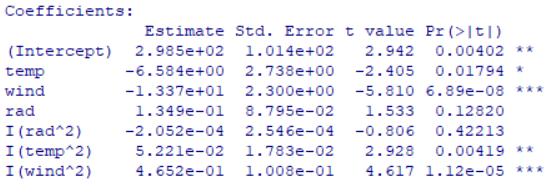 Coefficients:
Estimate Std. Error t value Pr(>|t|)
(Intercept) 2.985e+02 1.014e+02 2.942 0.00402 **
temp -6.584e+00 2.738e+00 -2.405 0.01794 *
wind -1.337e+01 2.300e+00 -5.810 6.89e-08 ***
rad 1.349e-01 8.795e-02 1.533 0.12820
I(rad^2) -2.052e-04 2.546e-04 -0.806 0.42213
I(temp^2) 5.221e-02 1.783e-02 2.928 0.00419 **
I(wind^2) 4.652e-01 1.008e-01 4.617 1.12e-05 ***